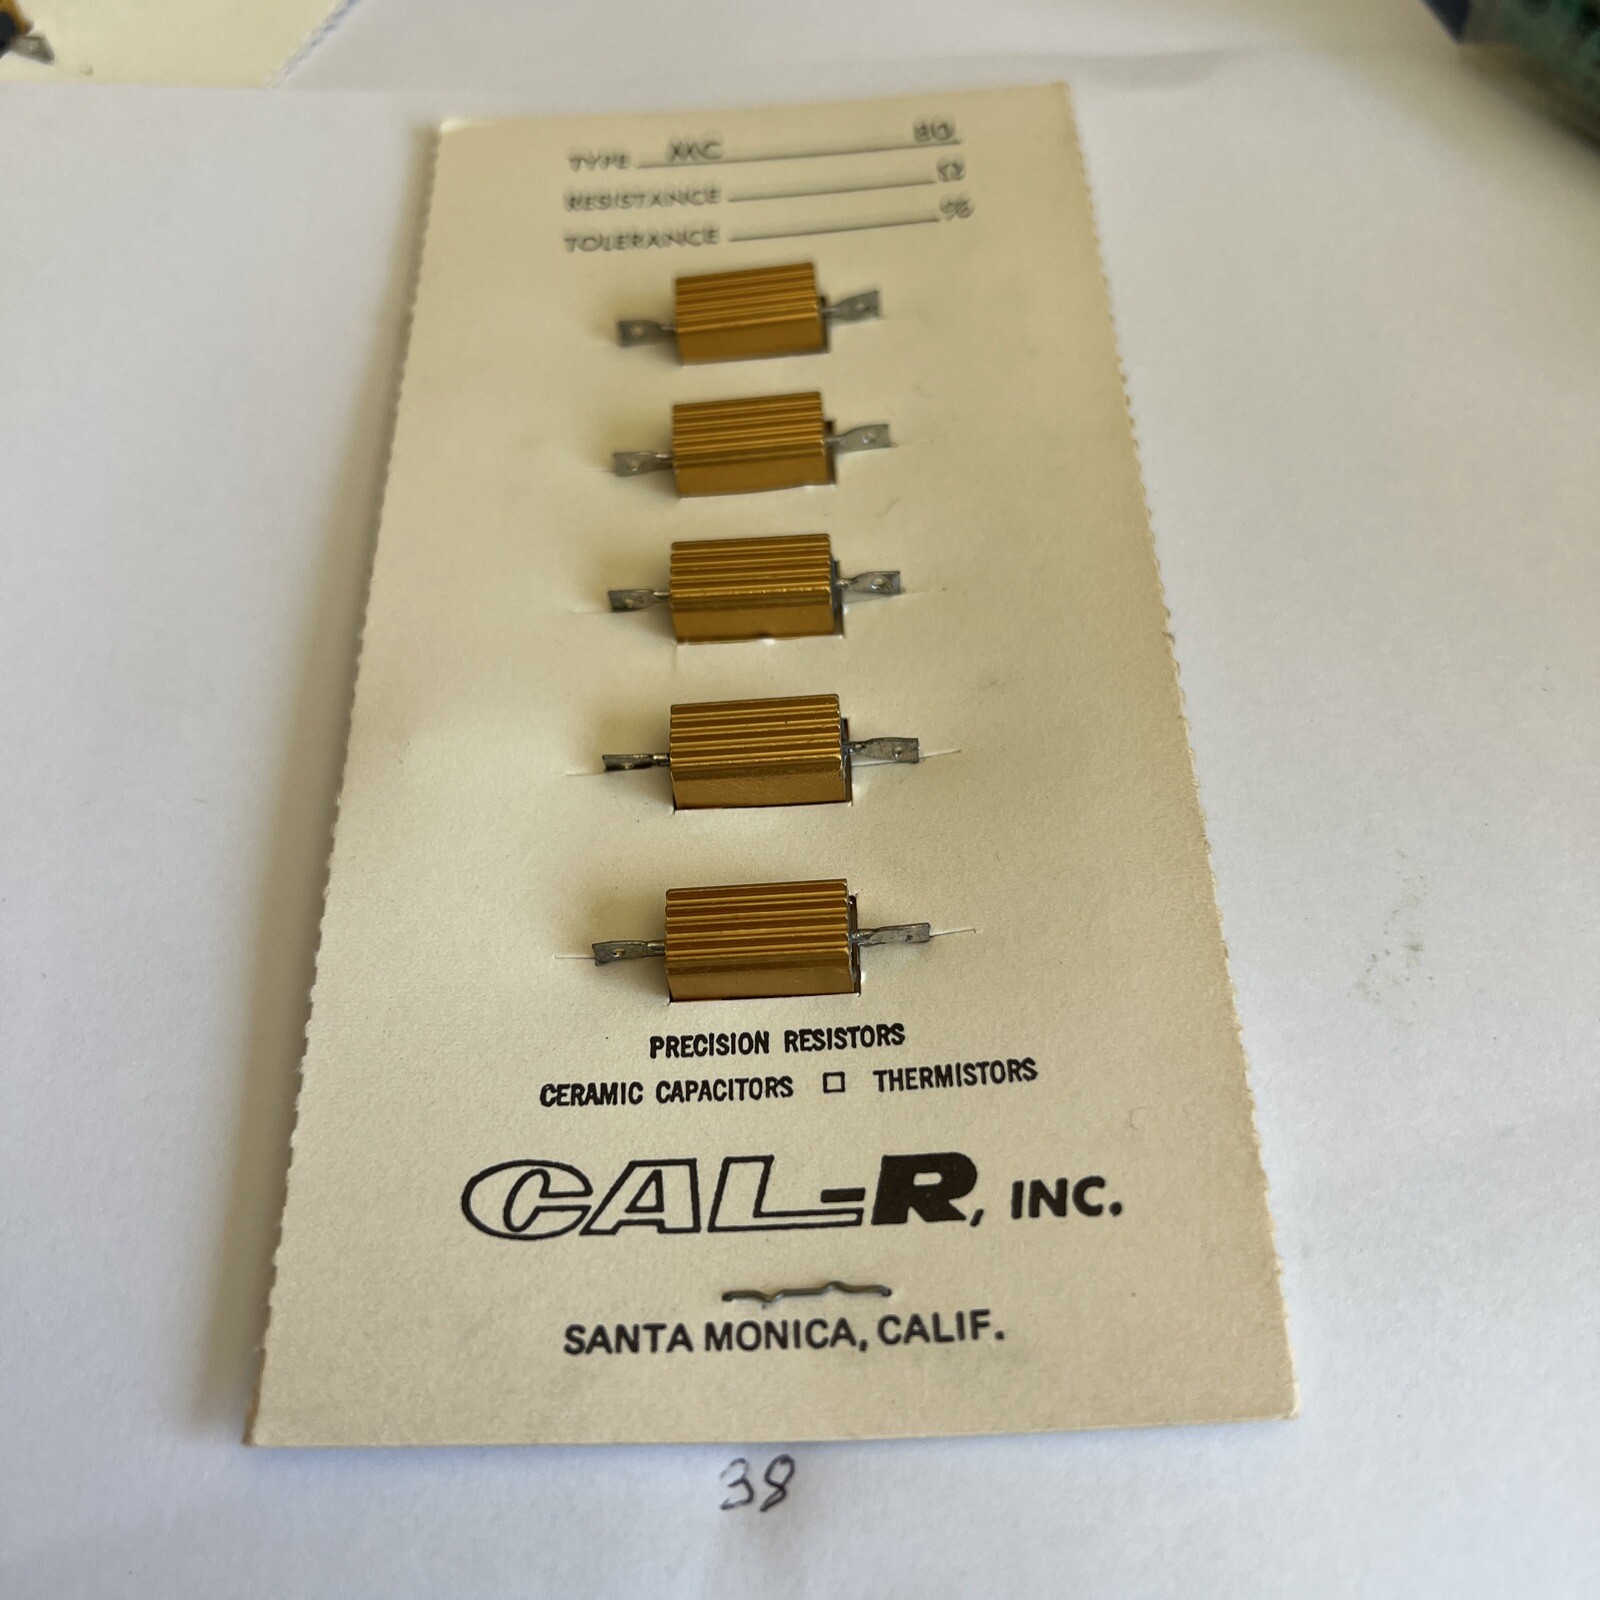 TYPE
RESISTANCE Ω
TOLERANCE %
PRECISION RESISTORS
CERAMIC CAPACITORS □ THERMISTORS
CAL-R, INC.
SANTA MONICA, CALIF.
38